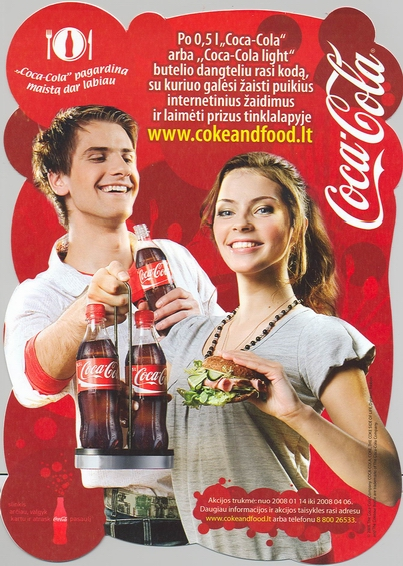 „Coca-Cola“ pagardina
maistą dar labiau
Po 0,5 l „Coca-Cola“
arba „Coca-Cola light“
butelio dangteliu rasi kodą,
su kuriuo galėsi žaisti puikius
internetinius žaidimus
ir laimėti prizus tinklalapyje
www.cokeandfood.lt
Coca-Cola
Coca-Cola
Coca-Cola
Coca-Co
Akcijos trukmė: nuo 2008 01 14 iki 2008 04 06.
Daugiau informacijos ir akcijos taisykles rasi adresu
www.cokeandfood.lt arba telefonu 8 800 26533.